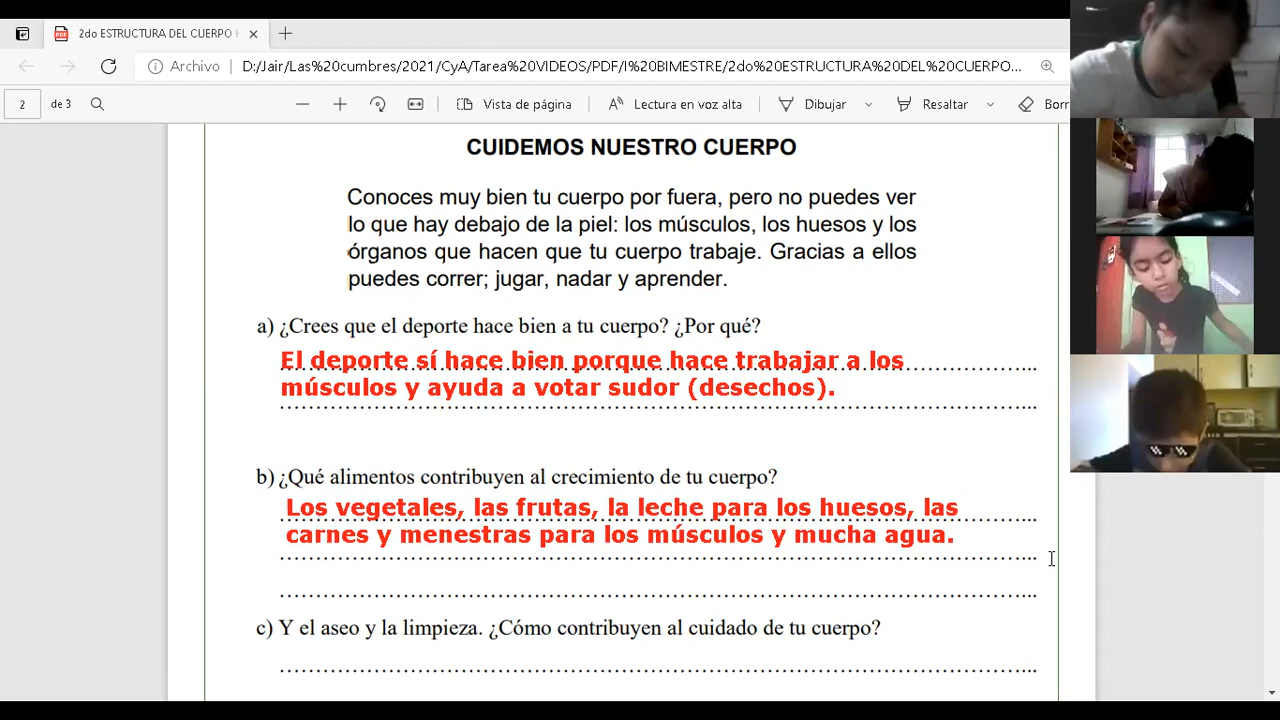 2do ESTRUCTURA DEL CUERPO
Archivo D:/Jair/Las%20cumbres/2021/CyA/Tarea%20VIDEOS/PDF/I%20BIMESTRE/2do%20ESTRUCTURA%20DEL%20CUERPO...
2 de 3 Vista de página Lectura en voz alta Dibujar Resaltar Borr
CUIDEMOS NUESTRO CUERPO
Conoces muy bien tu cuerpo por fuera, pero no puedes ver
lo que hay debajo de la piel: los músculos, los huesos y los
órganos que hacen que tu cuerpo trabaje. Gracias a ellos
puedes correr; jugar, nadar y aprender.
a) ¿Crees que el deporte hace bien a tu cuerpo? ¿Por qué?
El deporte sí hace bien porque hace trabajar a los
músculos y ayuda a votar sudor (desechos).
b) ¿Qué alimentos contribuyen al crecimiento de tu cuerpo?
Los vegetales, las frutas, la leche para los huesos, las
carnes y menestras para los músculos y mucha agua.
c) Y el aseo y la limpieza. ¿Cómo contribuyen al cuidado de tu cuerpo?